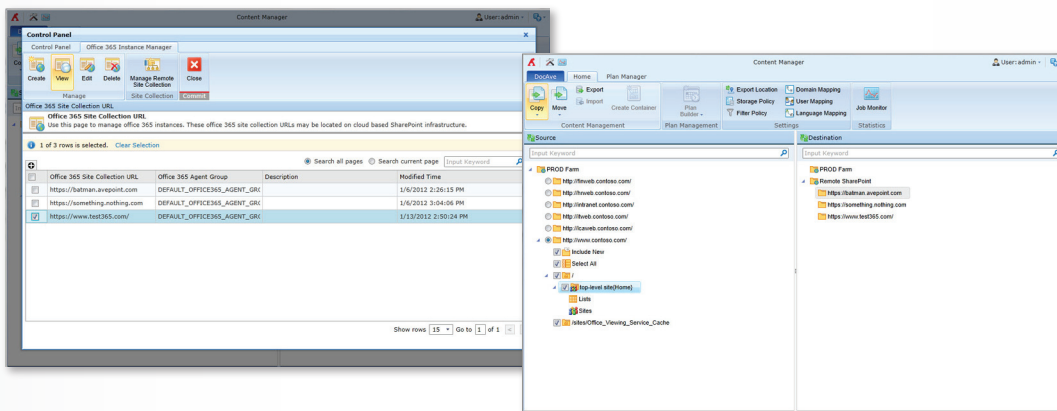 Content Manager
User: admin
Control Panel
Control Panel Office 365 Instance Manager
Create View Edit Delete Manage Remote Site Collection Close
Manage Site Collection Commit
Office 365 Site Collection URL
Office 365 Site Collection URL
Use this page to manage office 365 instances. These office 365 site collection URLs may be located on cloud based SharePoint infrastructure.
1 of 3 rows is selected. Clear Selection
Search all pages Search current page Input Keyword
Office 365 Site Collection URL Office 365 Agent Group Description Modified Time
https://batman.avepoint.com/ DEFAULT_OFFICE365_AGENT_GR( 1/6/2012 2:26:15 PM
https://something.nothing.com DEFAULT_OFFICE365_AGENT_GR( 1/6/2012 3:04:06 PM
https://www.test365.com/ DEFAULT_OFFICE365_AGENT_GR( 1/13/2012 2:50:24 PM
Show rows 15 Go to 1 of 1
Content Manager
User: admin
DocAve Home Plan Manager
Copy Move Export Import Create Container Plan Builder Export Location Storage Policy Filter Policy Domain Mapping User Mapping Language Mapping Job Monitor
Content Management Plan Management Settings Statistics
Source
Input Keyword
PROD Farm
http://finweb.contoso.com/
http://hrweb.contoso.com/
http://intranet.contoso.com/
http://itweb.contoso.com/
http://lcaweb.contoso.com/
http://www.contoso.com/
Include New
Select All
/
top-level site(Home)
Lists
Sites
/sites/Office_Viewing_Service_Cache
Destination
Input Keyword
PROD Farm
Remote SharePoint
https://batman.avepoint.com
https://something.nothing.com
https://www.test365.com/